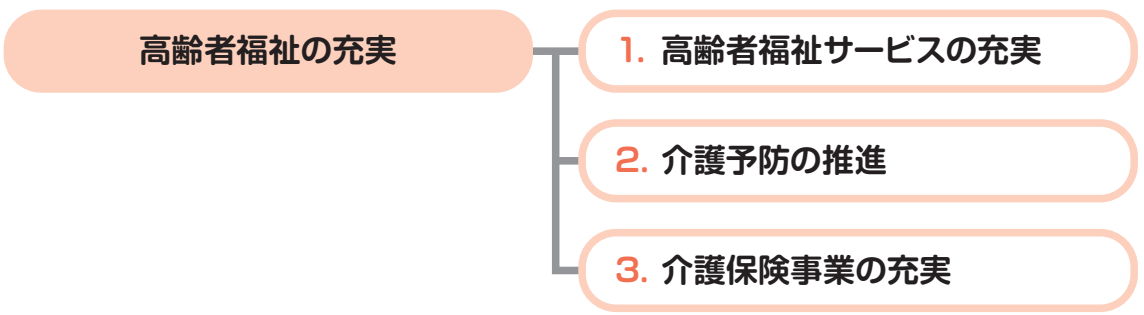 高齢者福祉の充実
1. 高齢者福祉サービスの充実
2. 介護予防の推進
3. 介護保険事業の充実